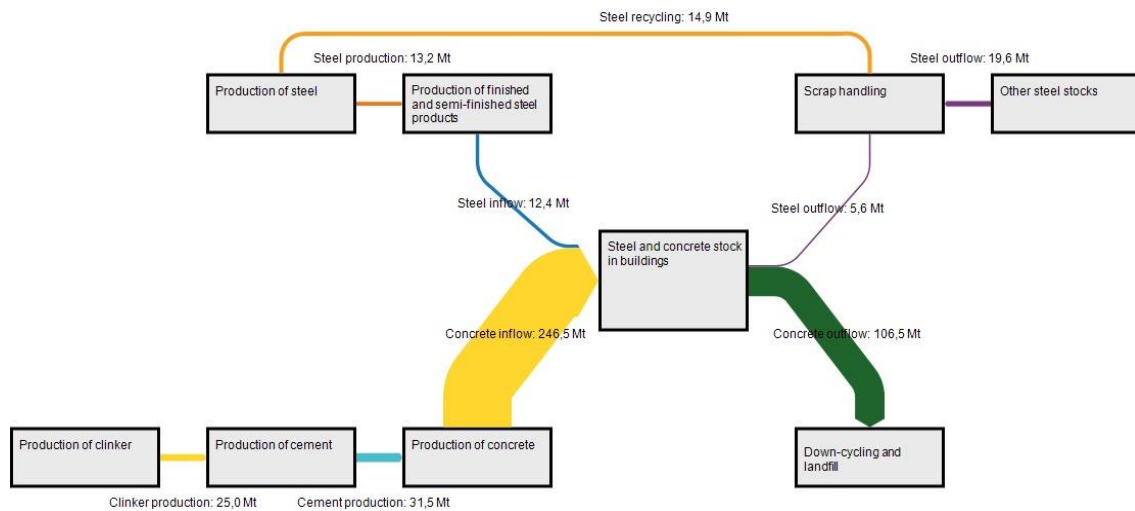 Steel recycling: 14,9 Mt
Steel production: 13,2 Mt
Steel outflow: 19,6 Mt
Production of steel
Production of finished
and semi-finished steel
products
Scrap handling
Other steel stocks
Steel inflow: 12,4 Mt
Steel outflow: 5,6 Mt
Steel and concrete stock
in buildings
Concrete inflow: 246,5 Mt
Concrete outflow: 106,5 Mt
Production of clinker
Production of cement
Production of concrete
Down-cycling and
landfill
Clinker production: 25,0 Mt
Cement production: 31,5 Mt